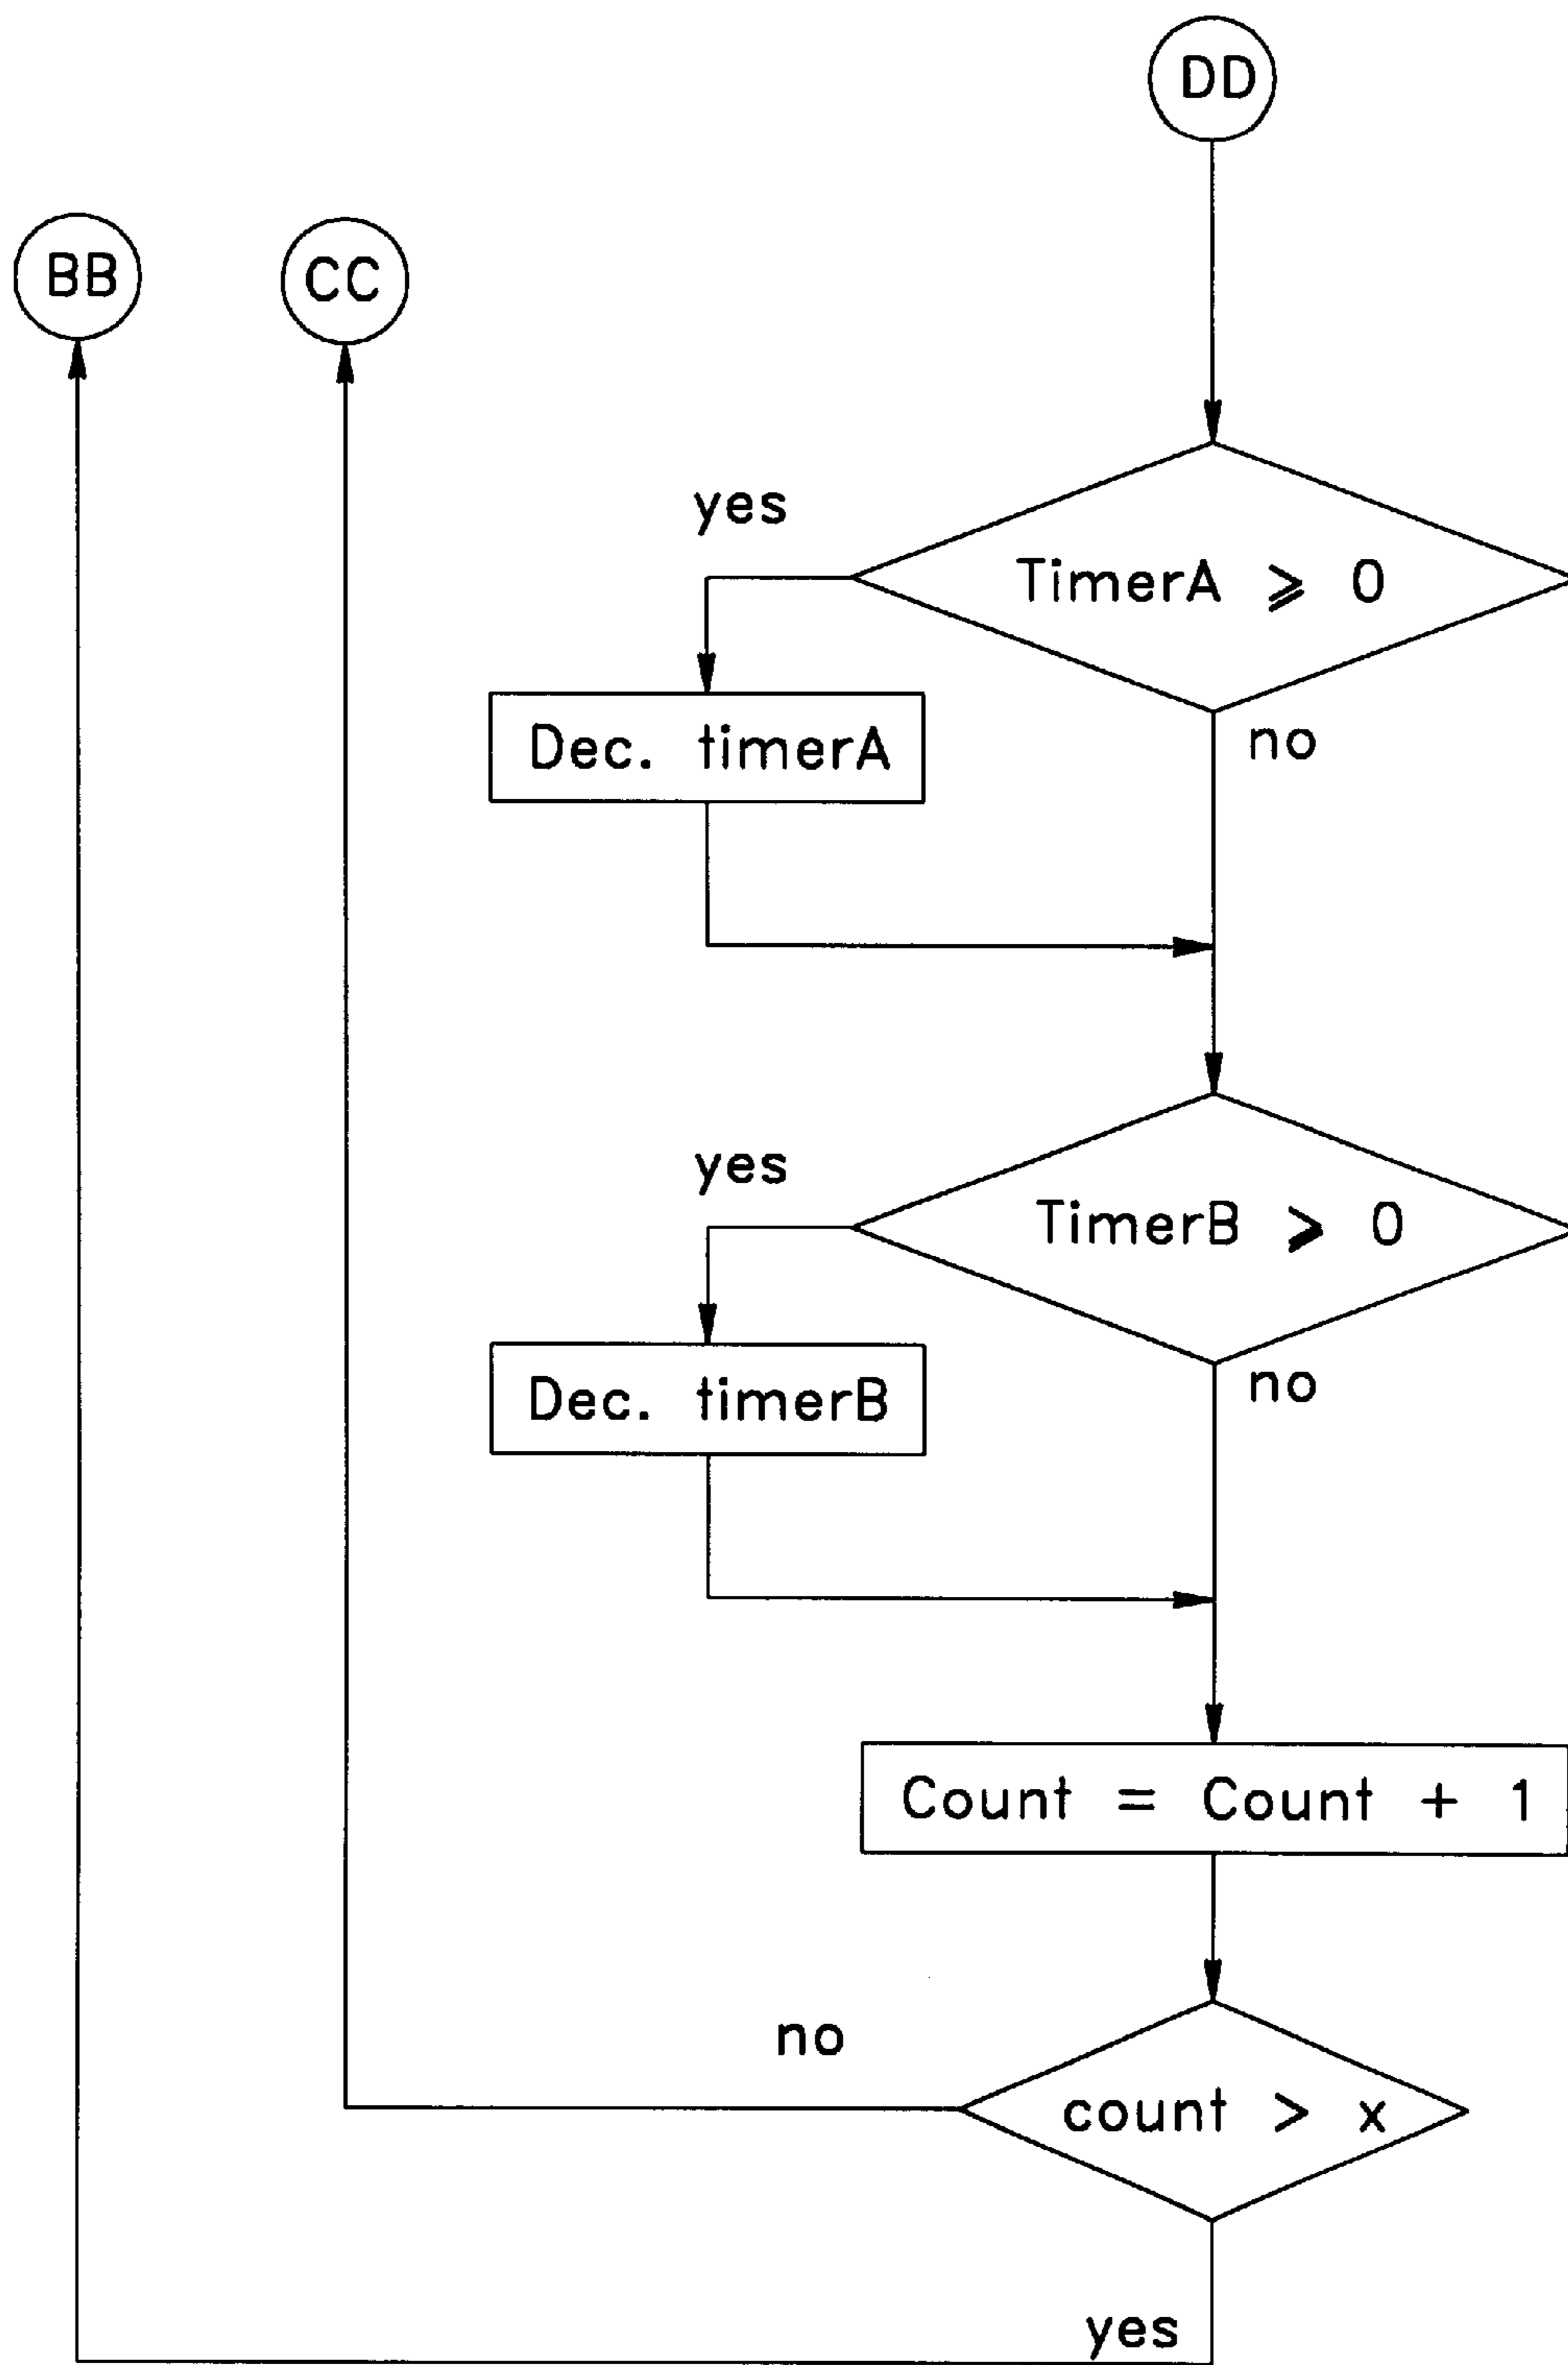 DD
BB
CC
yes
TimerA ⩾ 0
Dec. timerA
no
yes
TimerB ⩾ 0
Dec. timerB
no
Count = Count + 1
no
count > x
yes